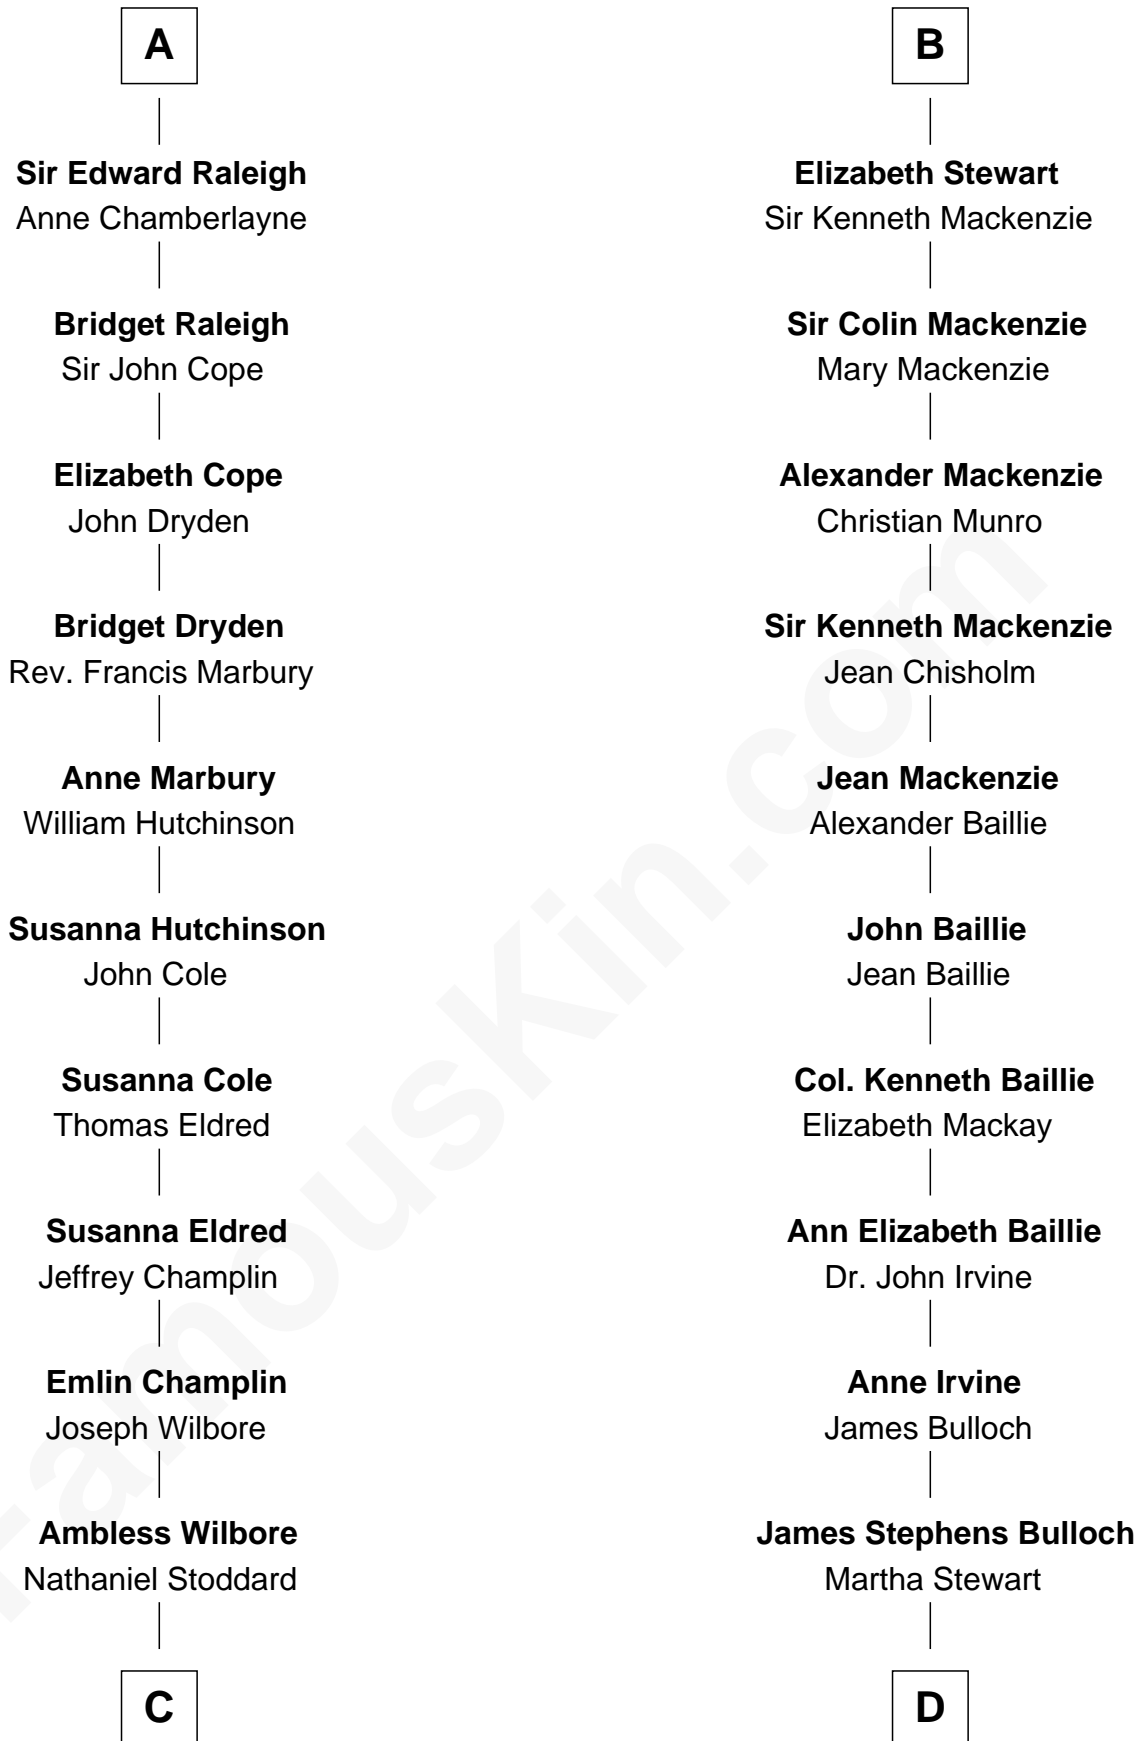 A
Sir Edward Raleigh
Anne Chamberlayne
Bridget Raleigh
Sir John Cope
Elizabeth Cope
John Dryden
Bridget Dryden
Rev. Francis Marbury
Anne Marbury
William Hutchinson
Susanna Hutchinson
John Cole
Susanna Cole
Thomas Eldred
Susanna Eldred
Jeffrey Champlin
Emlin Champlin
Joseph Wilbore
Ambless Wilbore
Nathaniel Stoddard
C
B
Elizabeth Stewart
Sir Kenneth Mackenzie
Sir Colin Mackenzie
Mary Mackenzie
Alexander Mackenzie
Christian Munro
Sir Kenneth Mackenzie
Jean Chisholm
Jean Mackenzie
Alexander Baillie
John Baillie
Jean Baillie
Col. Kenneth Baillie
Elizabeth Mackay
Ann Elizabeth Baillie
Dr. John Irvine
Anne Irvine
James Bulloch
James Stephens Bulloch
Martha Stewart
D
FamousKin.com